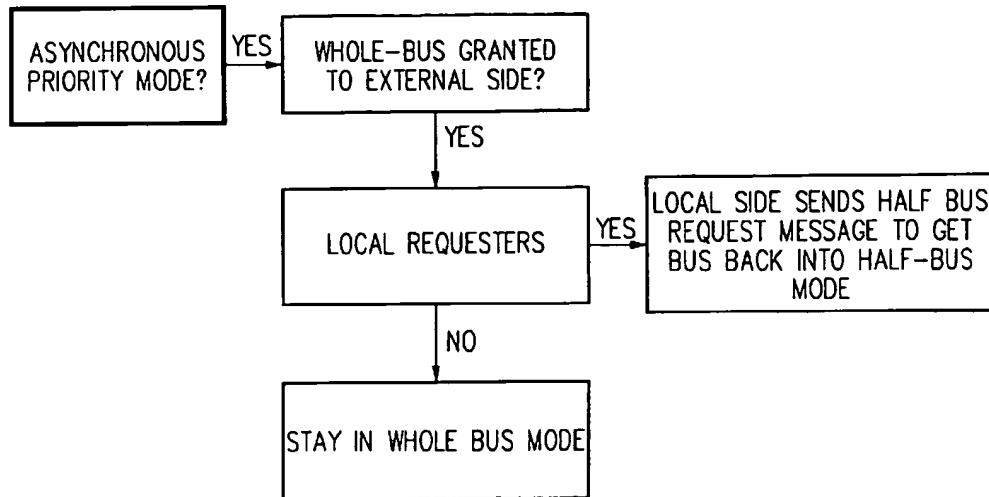 ASYNCHRONOUS
PRIORITY MODE?
YES
WHOLE-BUS GRANTED
TO EXTERNAL SIDE?
YES
LOCAL REQUESTERS
YES
LOCAL SIDE SENDS HALF BUS
REQUEST MESSAGE TO GET
BUS BACK INTO HALF-BUS
MODE
NO
STAY IN WHOLE BUS MODE